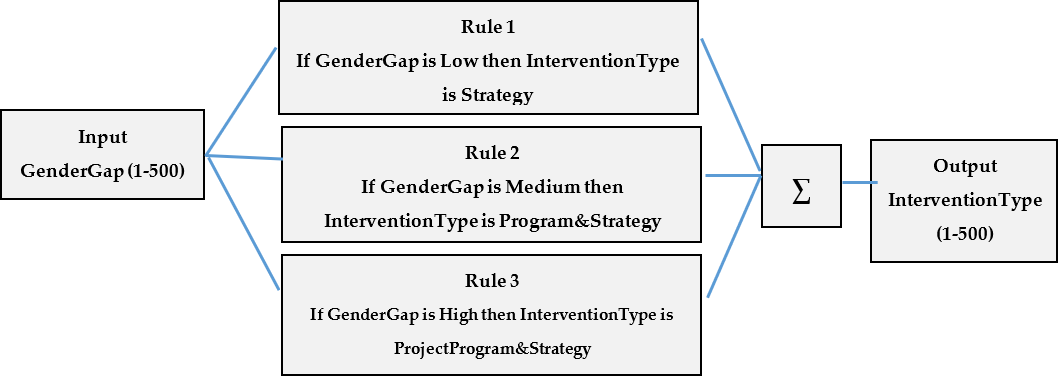 Input
GenderGap (1-500)
Rule 1
If GenderGap is Low then InterventionType
is Strategy
Rule 2
If GenderGap is Medium then
InterventionType is Program&Strategy
Rule 3
If GenderGap is High then InterventionType is
ProjectProgram&Strategy
∑
Output
InterventionType
(1-500)